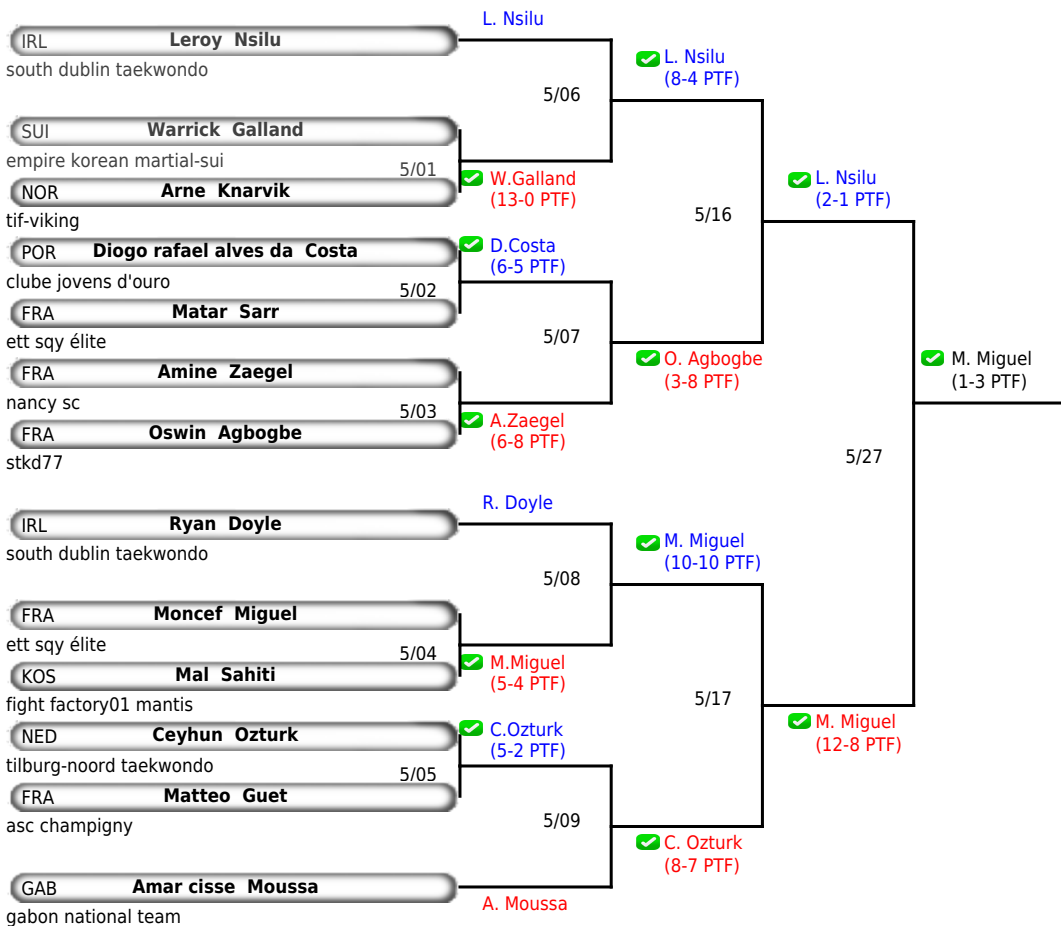 L. Nsilu
IRL Leroy Nsilu
south dublin taekwondo
L. Nsilu
(8-4 PTF)
5/06
SUI Warrick Galland
empire korean martial-sui
5/01
W.Galland
(13-0 PTF)
NOR Arne Knarvik
tif-viking
L. Nsilu
(2-1 PTF)
5/16
POR Diogo rafael alves da Costa
clube jovens d'ouro
D.Costa
(6-5 PTF)
5/02
FRA Matar Sarr
ett sqy élite
5/07
O. Agbogbe
(3-8 PTF)
FRA Amine Zaegel
nancy sc
5/03
A.Zaegel
(6-8 PTF)
FRA Oswin Agbogbe
stkd77
M. Miguel
(1-3 PTF)
5/27
R. Doyle
IRL Ryan Doyle
south dublin taekwondo
M. Miguel
(10-10 PTF)
5/08
FRA Moncef Miguel
ett sqy élite
5/04
M.Miguel
(5-4 PTF)
KOS Mal Sahiti
fight factory01 mantis
5/17
M. Miguel
(12-8 PTF)
NED Ceyhun Ozturk
tilburg-noord taekwondo
C.Ozturk
(5-2 PTF)
5/05
FRA Matteo Guet
asc champigny
5/09
C. Ozturk
(8-7 PTF)
GAB Amar cisse Moussa
gabon national team
A. Moussa